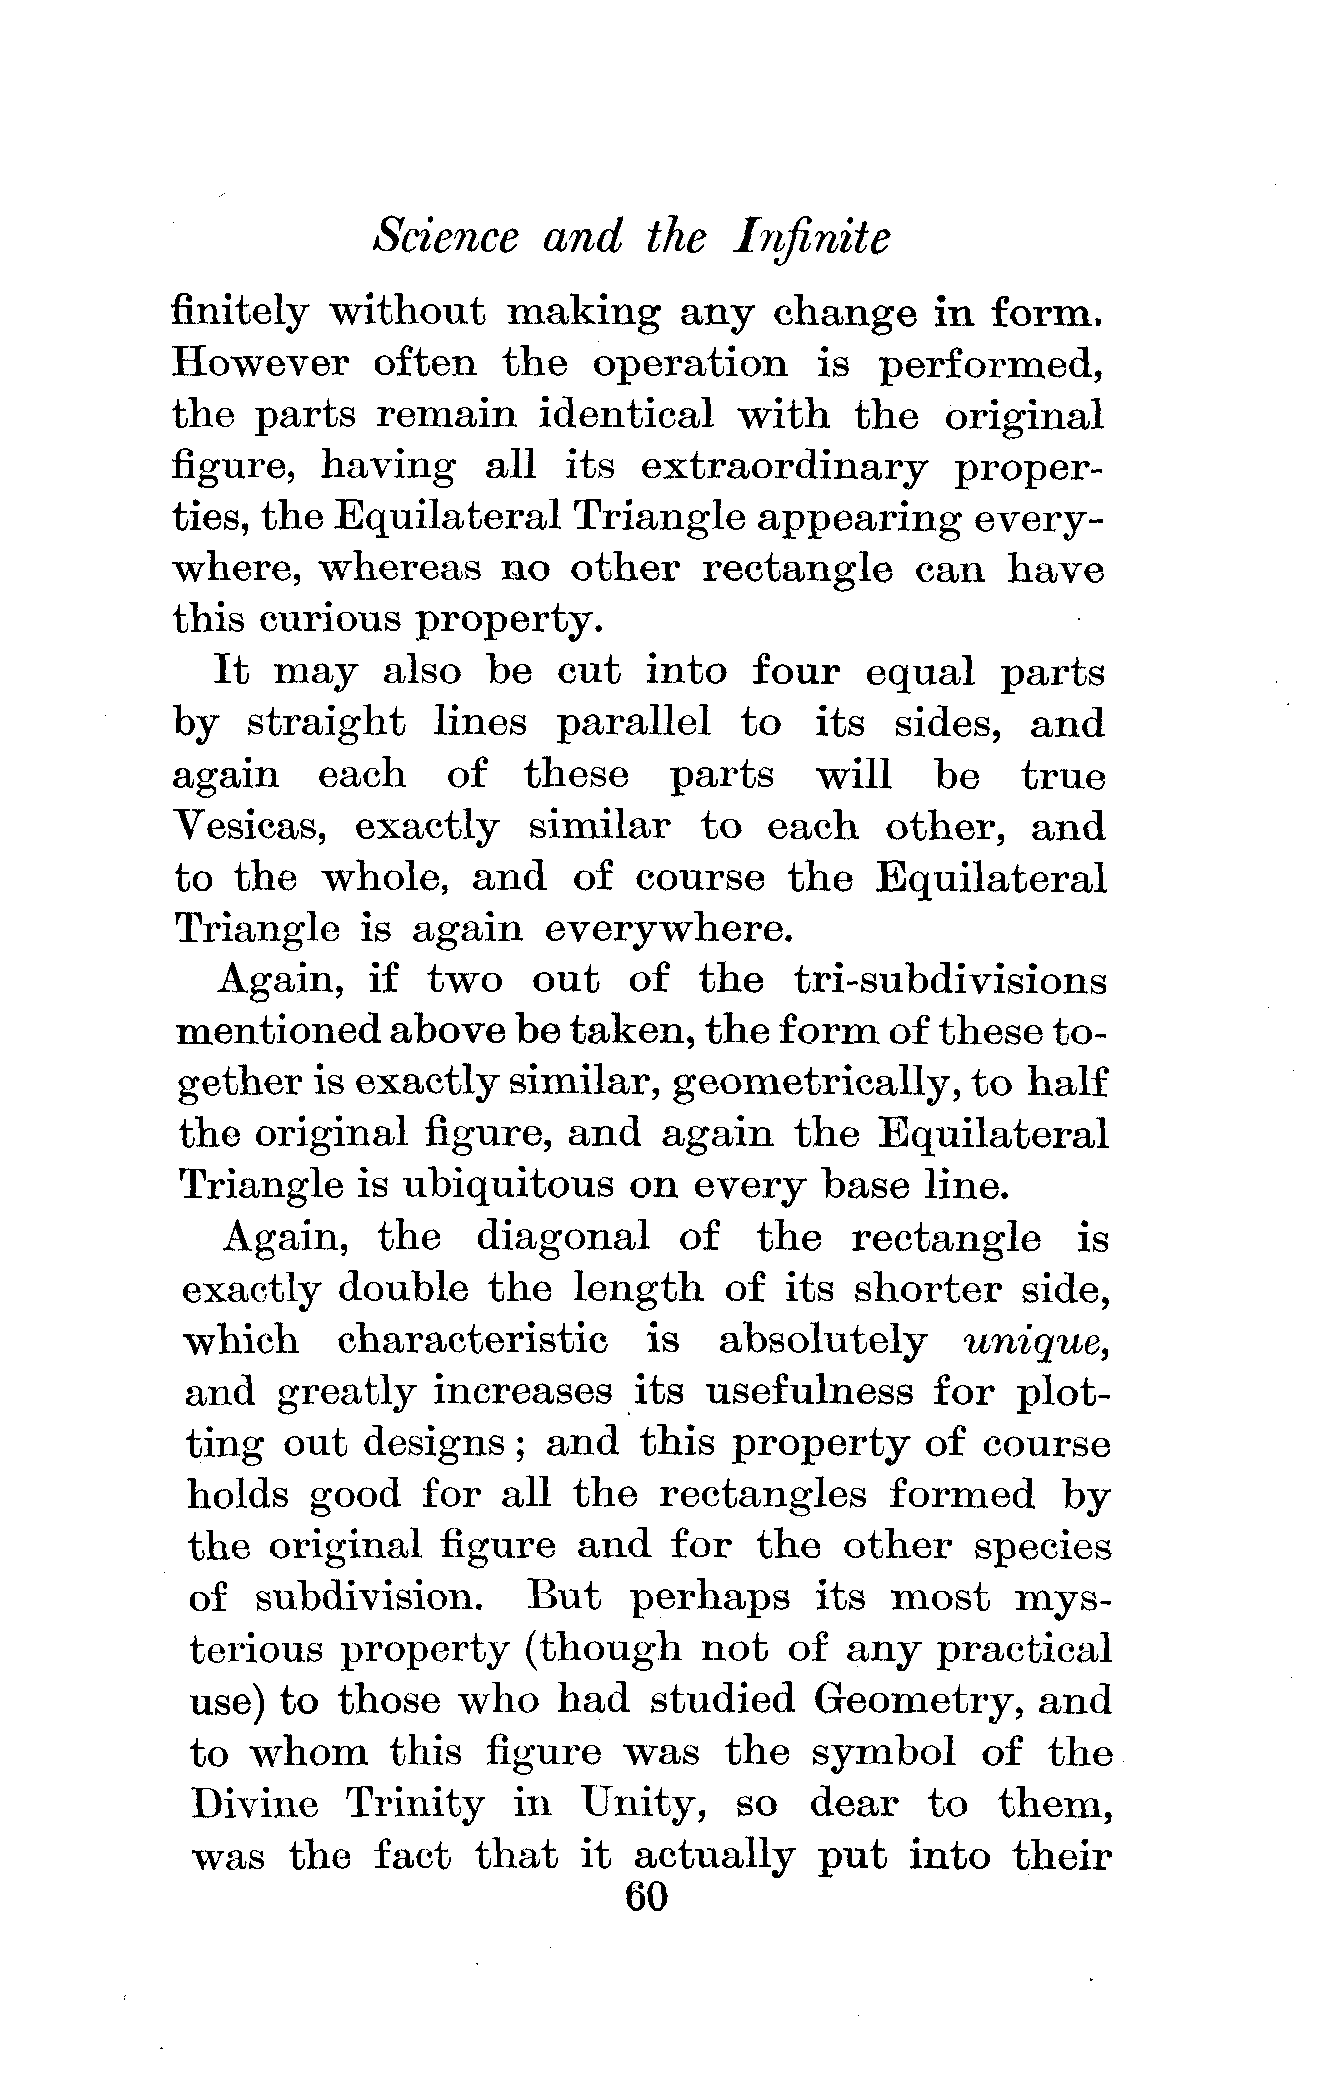 Science and the Infinite
finitely without making any change in form.
However often the operation is performed,
the parts remain identical with the original
figure, having all its extraordinary proper-
ties, the Equilateral Triangle appearing every-
where, whereas no other rectangle can have
this curious property.
It may also be cut into four equal parts
by straight lines parallel to its sides, and
again each of these parts will be true
Vesicas, exactly similar to each other, and
to the whole, and of course the Equilateral
Triangle is again everywhere.
Again, if two out of the tri-subdivisions
mentioned above be taken, the form of these to-
gether is exactly similar, geometrically, to half
the original figure, and again the Equilateral
Triangle is ubiquitous on every base line.
Again, the diagonal of the rectangle is
exactly double the length of its shorter side,
which characteristic is absolutely unique,
and greatly increases its usefulness for plot-
ting out designs; and this property of course
holds good for all the rectangles formed by
the original figure and for the other species
of subdivision. But perhaps its most mys-
terious property (though not of any practical
use) to those who had studied Geometry, and
to whom this figure was the symbol of the
Divine Trinity in Unity, so dear to them,
was the fact that it actually put into their
60